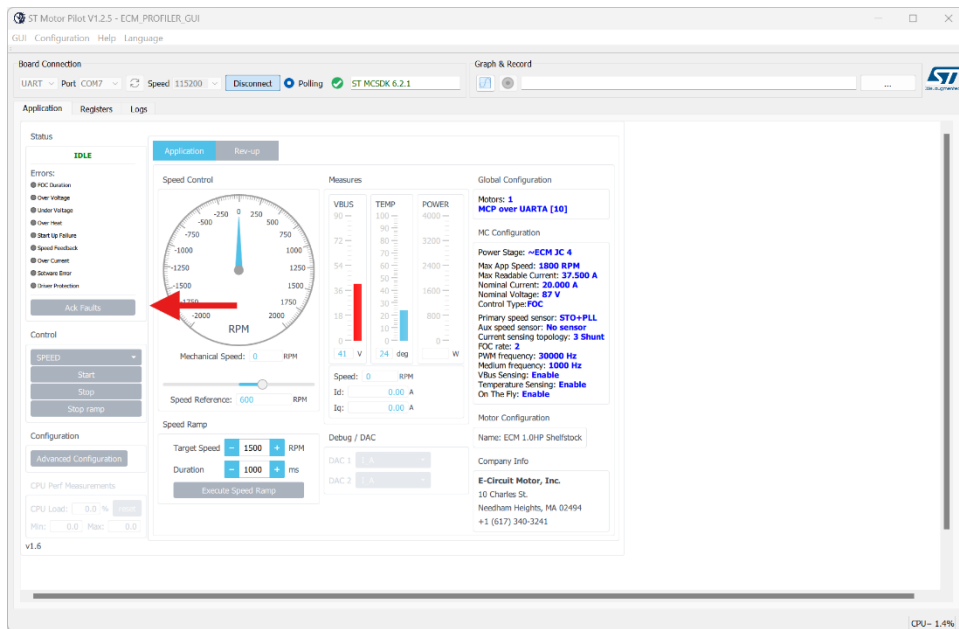 ST Motor Pilot V1.2.5 - ECM_PROFILER_GUI
GUI Configuration Help Language
Board Connection
UART Port COM7 Speed 115200 Disconnect Polling ST MCSDK 6.2.1
Graph & Record
...
ST
Application Registers Logs
Status
IDLE
Errors:
FOC Duration
Over Voltage
Under Voltage
Over Heat
Start Up Failure
Speed Feedback
Over Current
Sotware Error
Driver Protection
Ack Faults
Control
SPEED
Start
Stop
Stop ramp
Configuration
Advanced Configuration
CPU Perf Measurements
CPU Load: 0.0 % reset
Min: 0.0 Max: 0.0
v1.6
Application Rev-up
Speed Control
0
-250 250
-500 500
-750 750
-1000 1000
-1250 1250
-1500 1500
-1750 1750
-2000 2000
RPM
Mechanical Speed: 0 RPM
Speed Reference: 600 RPM
Speed Ramp
Target Speed - 1500 + RPM
Duration - 1000 + ms
Execute Speed Ramp
Measures
VBUS TEMP POWER
90 72 54 36 18 0
100 90 80 70 60 50 40 30 20 10 0
4000 3200 2400 1600 800 0
41 V 24 deg W
Speed: 0 RPM
Id: 0.00 A
Iq: 0.00 A
Debug / DAC
DAC 1 I_A
DAC 2 I_A
Global Configuration
Motors: 1
MCP over UARTA [10]
MC Configuration
Power Stage: ~ECM JC 4
Max App Speed: 1800 RPM
Max Readable Current: 37.500 A
Nominal Current: 20.000 A
Nominal Voltage: 87 V
Control Type:FOC
Primary speed sensor: STO+PLL
Aux speed sensor: No sensor
Current sensing topology: 3 Shunt
FOC rate: 2
PWM frequency: 30000 Hz
Medium frequency: 1000 Hz
VBus Sensing: Enable
Temperature Sensing: Enable
On The Fly: Enable
Motor Configuration
Name: ECM 1.0HP Shelfstock
Company Info
E-Circuit Motor, Inc.
10 Charles St.
Needham Heights, MA 02494
+1 (617) 340-3241
CPU~ 1.4%